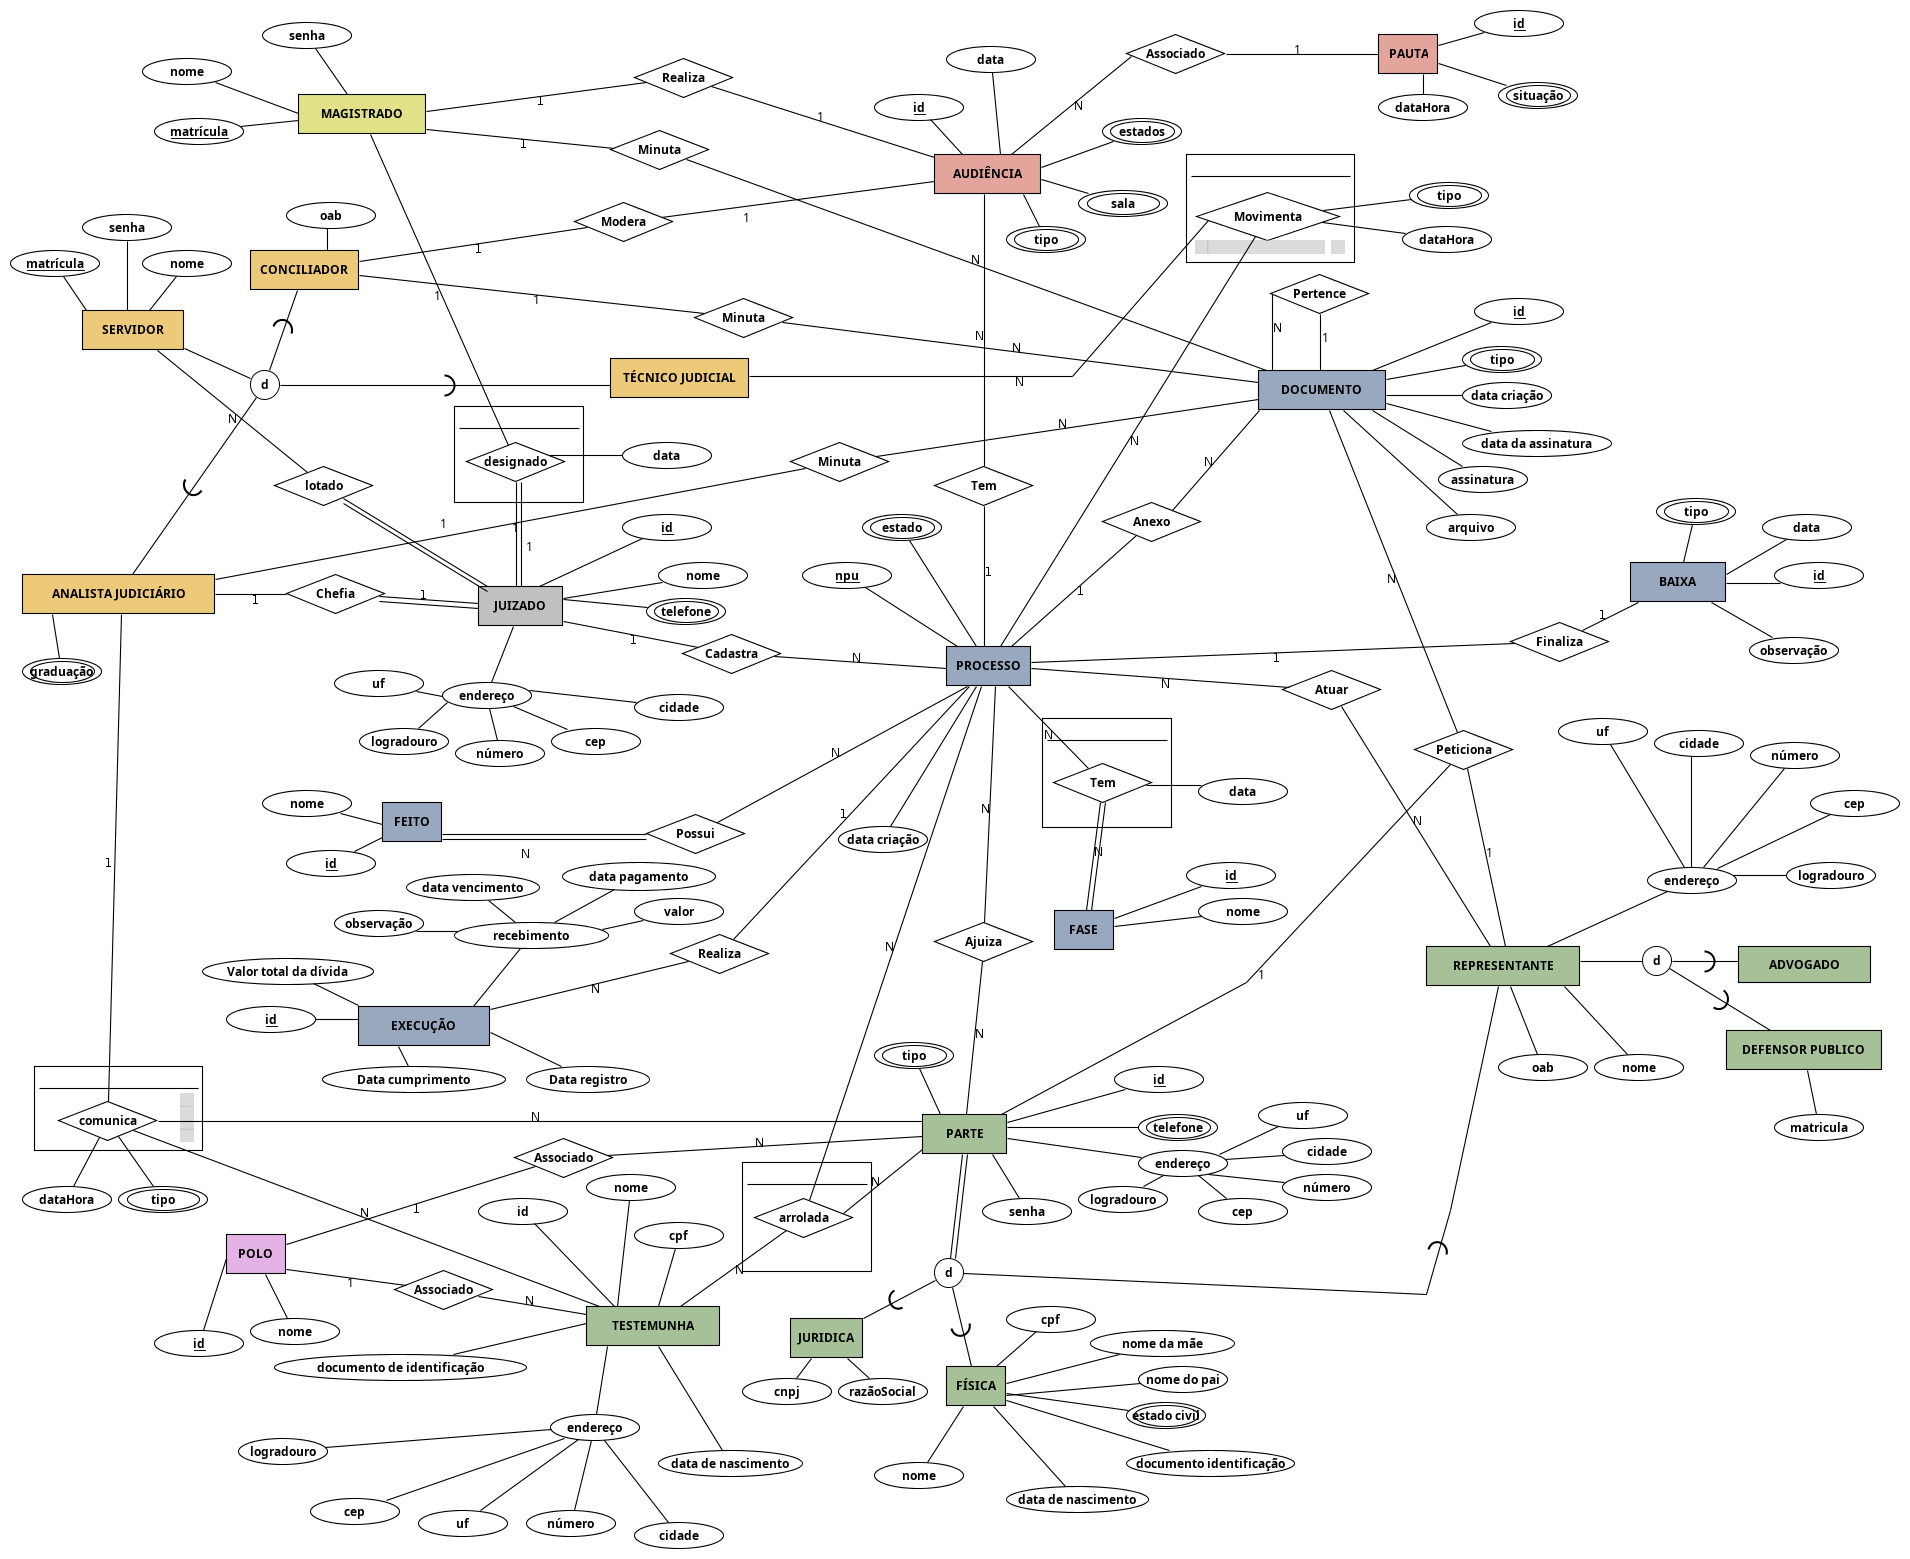 id
senha
Associado
1
PAUTA
data
nome
Realiza
situação
MAGISTRADO
1
id
N
dataHora
1
matrícula
estados
1
Minuta
AUDIÊNCIA
tipo
oab
sala
Movimenta
Modera
1
senha
tipo
dataHora
1
matrícula
nome
CONCILIADOR
N
Pertence
1
1
id
SERVIDOR
Minuta
N
N
1
N
tipo
d
TÉCNICO JUDICIAL
N
DOCUMENTO
data criação
N
N
N
data da assinatura
designado
data
Minuta
N
lotado
Tem
assinatura
1
1
estado
Anexo
arquivo
tipo
id
data
1
npu
1
N
BAIXA
id
nome
ANALISTA JUDICIÁRIO
Chefia
1
1
JUIZADO
telefone
1
1
Finaliza
1
Cadastra
N
PROCESSO
1
observação
graduação
N
Atuar
uf
endereço
cidade
uf
N
Peticiona
cidade
logradouro
número
cep
número
N
Tem
data
nome
N
1
N
cep
FEITO
Possui
data criação
N
id
N
N
1
1
data vencimento
data pagamento
id
endereço
logradouro
observação
valor
nome
recebimento
FASE
Realiza
N
Ajuiza
d
ADVOGADO
REPRESENTANTE
Valor total da dívida
N
1
id
EXECUÇÃO
N
DEFENSOR PUBLICO
tipo
oab
nome
Data cumprimento
Data registro
id
comunica
N
PARTE
telefone
uf
matricula
Associado
N
endereço
cidade
N
número
dataHora
tipo
nome
logradouro
senha
cep
N
1
id
arrolada
cpf
POLO
N
d
1
Associado
N
TESTEMUNHA
JURIDICA
cpf
id
nome
nome da mãe
documento de identificação
nome do pai
cnpj
razãoSocial
FÍSICA
estado civil
endereço
logradouro
data de nascimento
documento identificação
nome
data de nascimento
cep
uf
número
cidade